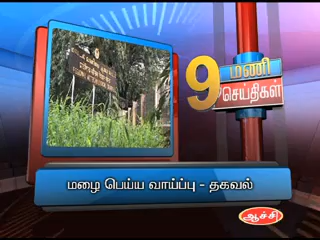 9 மணி
செய்திகள்
மழை பெய்ய வாய்ப்பு - தகவல்
ஆச்சி